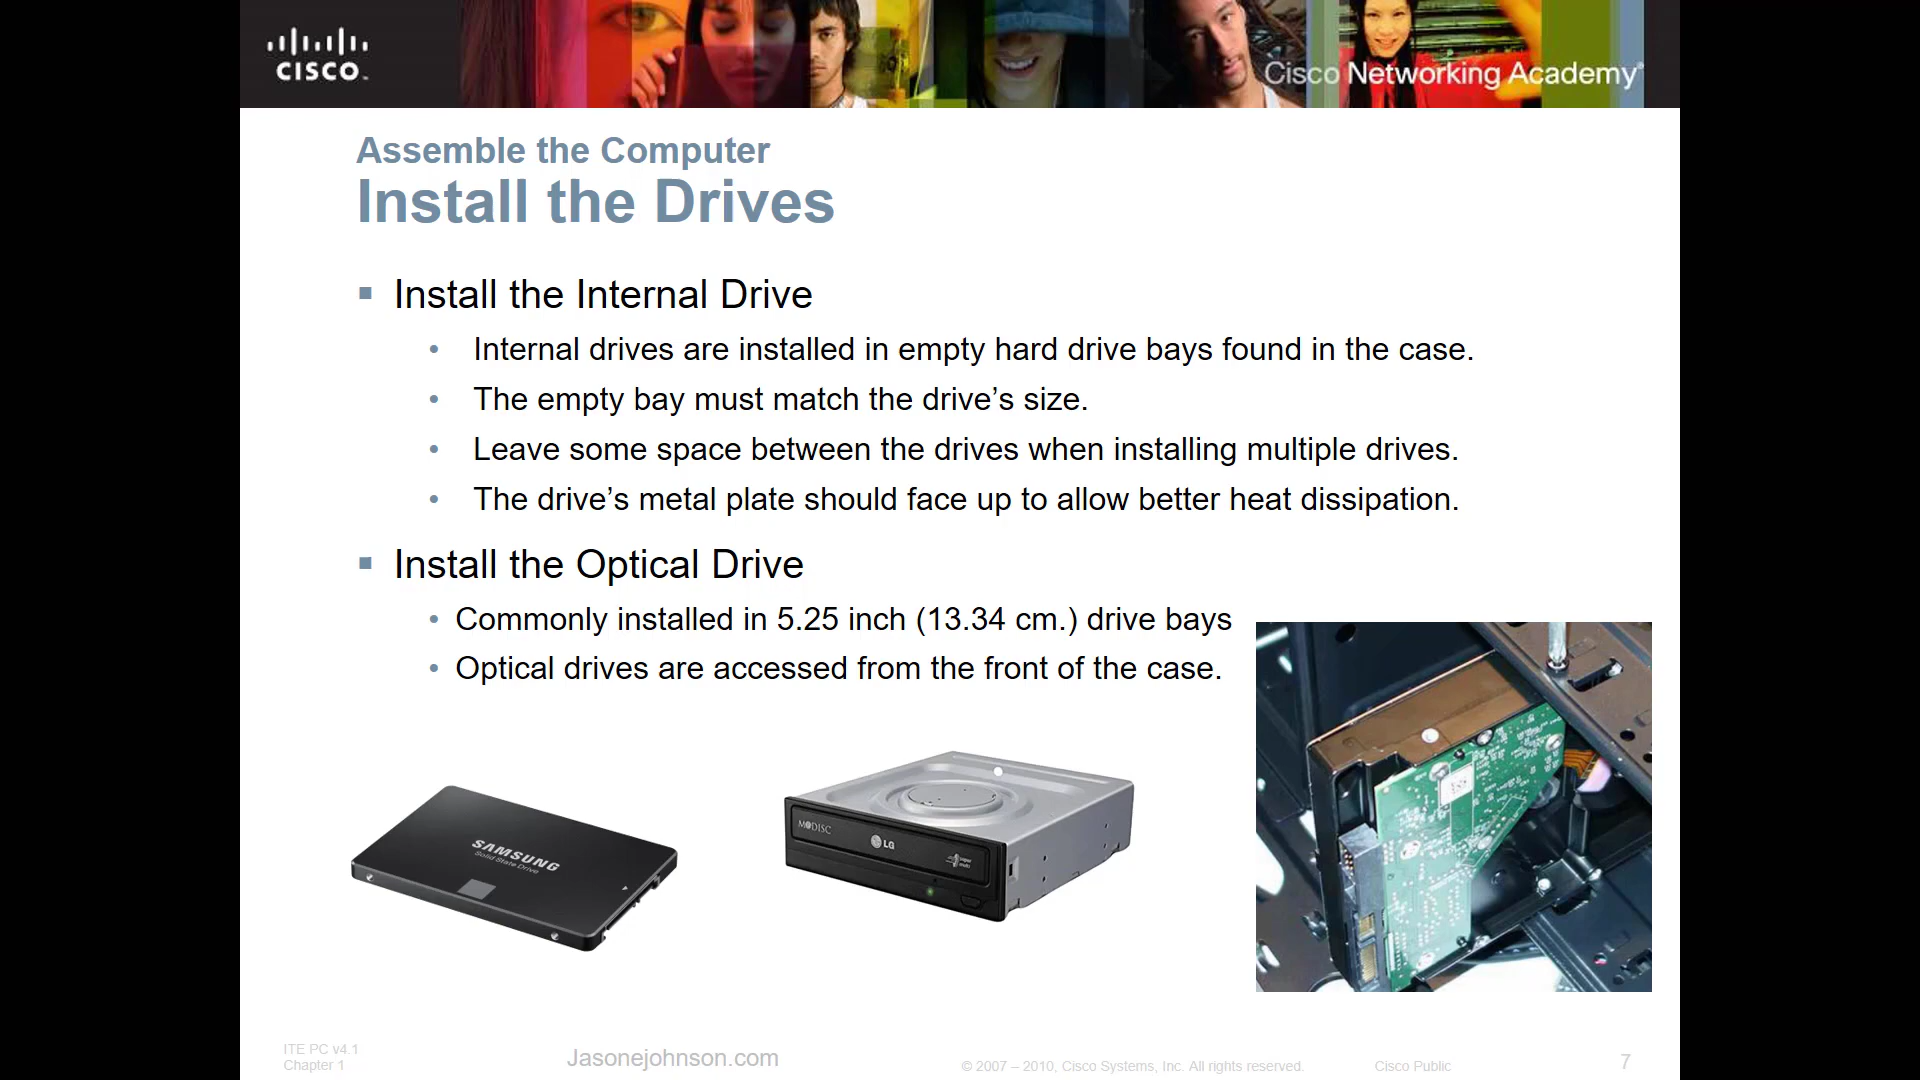 CISCO
Cisco Networking Academy
Assemble the Computer
Install the Drives
Install the Internal Drive
Internal drives are installed in empty hard drive bays found in the case.
The empty bay must match the drive’s size.
Leave some space between the drives when installing multiple drives.
The drive’s metal plate should face up to allow better heat dissipation.
Install the Optical Drive
Commonly installed in 5.25 inch (13.34 cm.) drive bays
Optical drives are accessed from the front of the case.
SAMSUNG
Solid State Drive
M DISC
LG
ITE PC v4.1
Chapter 1
Jasonejohnson.com
© 2007 – 2010, Cisco Systems, Inc. All rights reserved.
Cisco Public
7